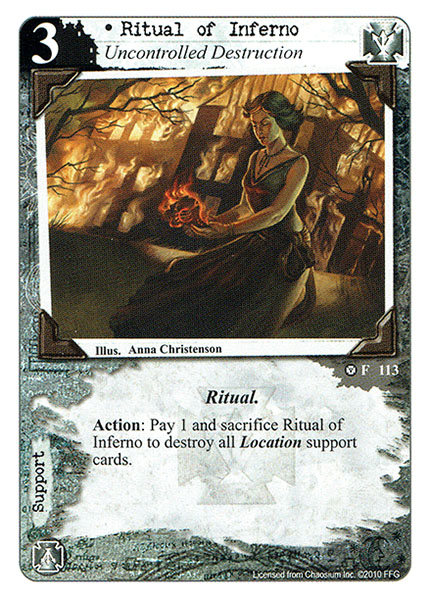 3
• Ritual of Inferno
Uncontrolled Destruction
Illus. Anna Christenson
F 113
Ritual.
Action: Pay 1 and sacrifice Ritual of
Inferno to destroy all Location support
cards.
Support
Licensed from Chaosium Inc. ©2010 FFG